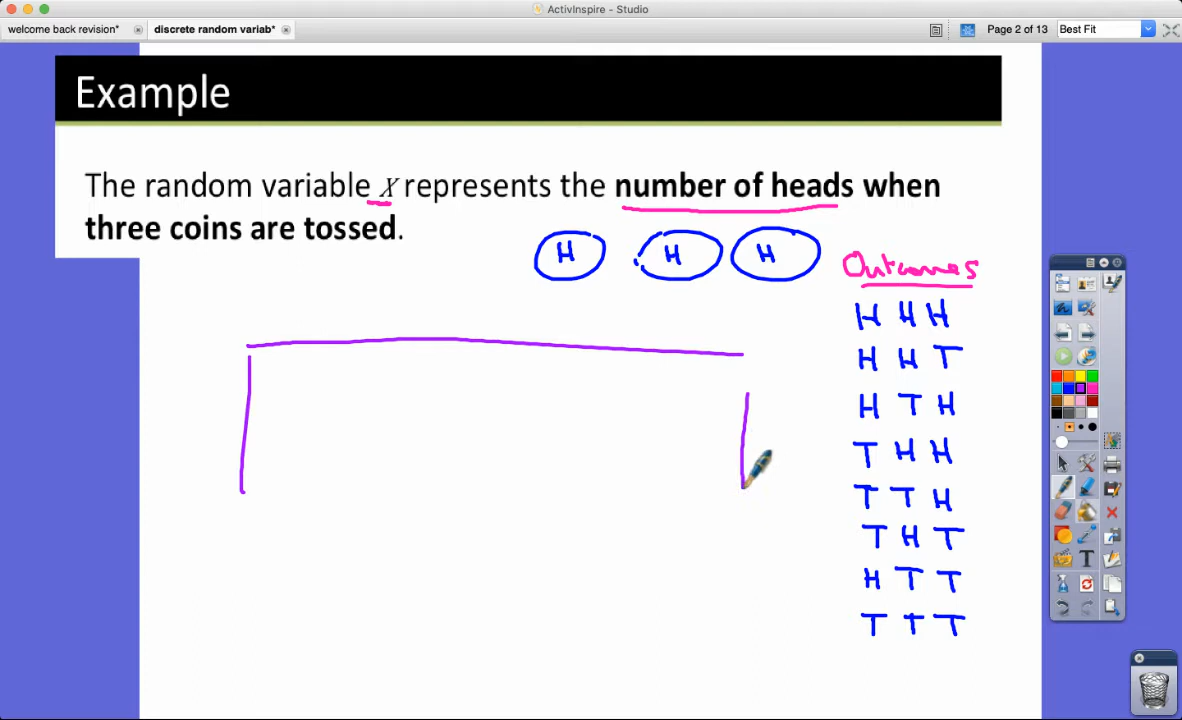 ActivInspire - Studio
welcome back revision*
discrete random variab*
Page 2 of 13
Best Fit
Example
The random variable X represents the number of heads when
three coins are tossed.
H H H
Outcomes
H H H
H H T
H T H
T H H
T T H
T H T
H T T
T T T
T